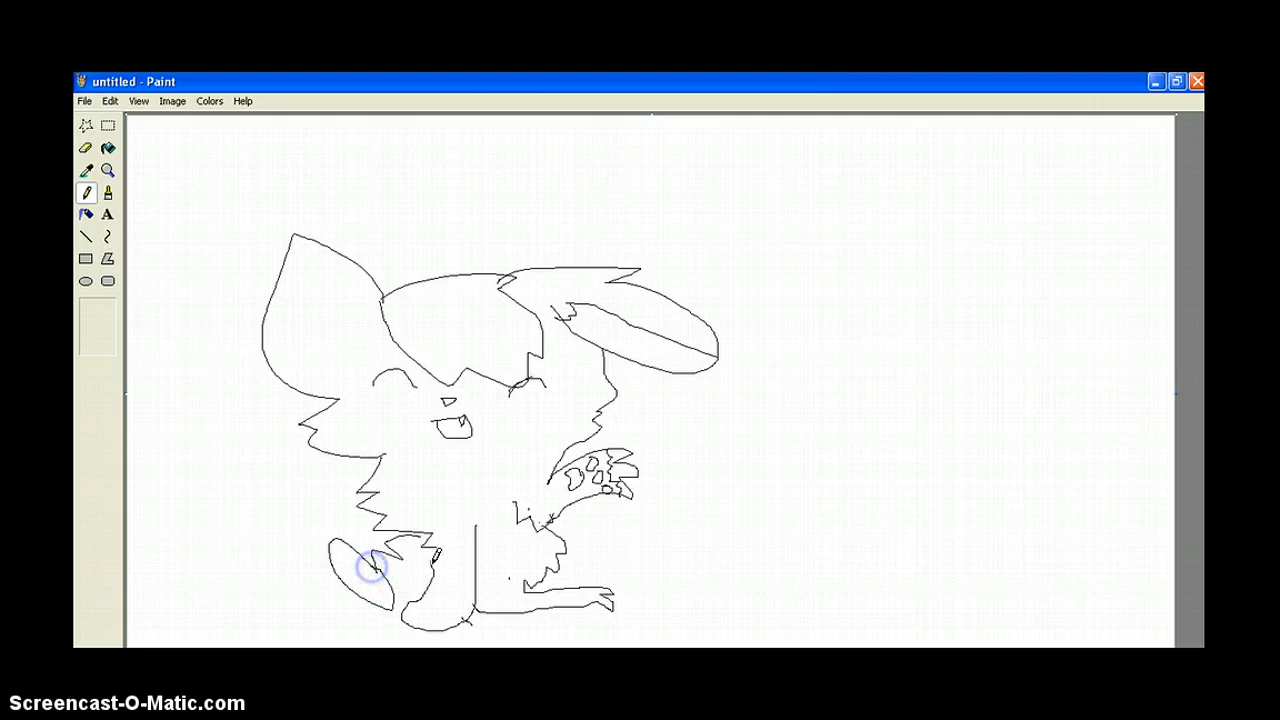 untitled - Paint
File Edit View Image Colors Help
A
Screencast-O-Matic.com